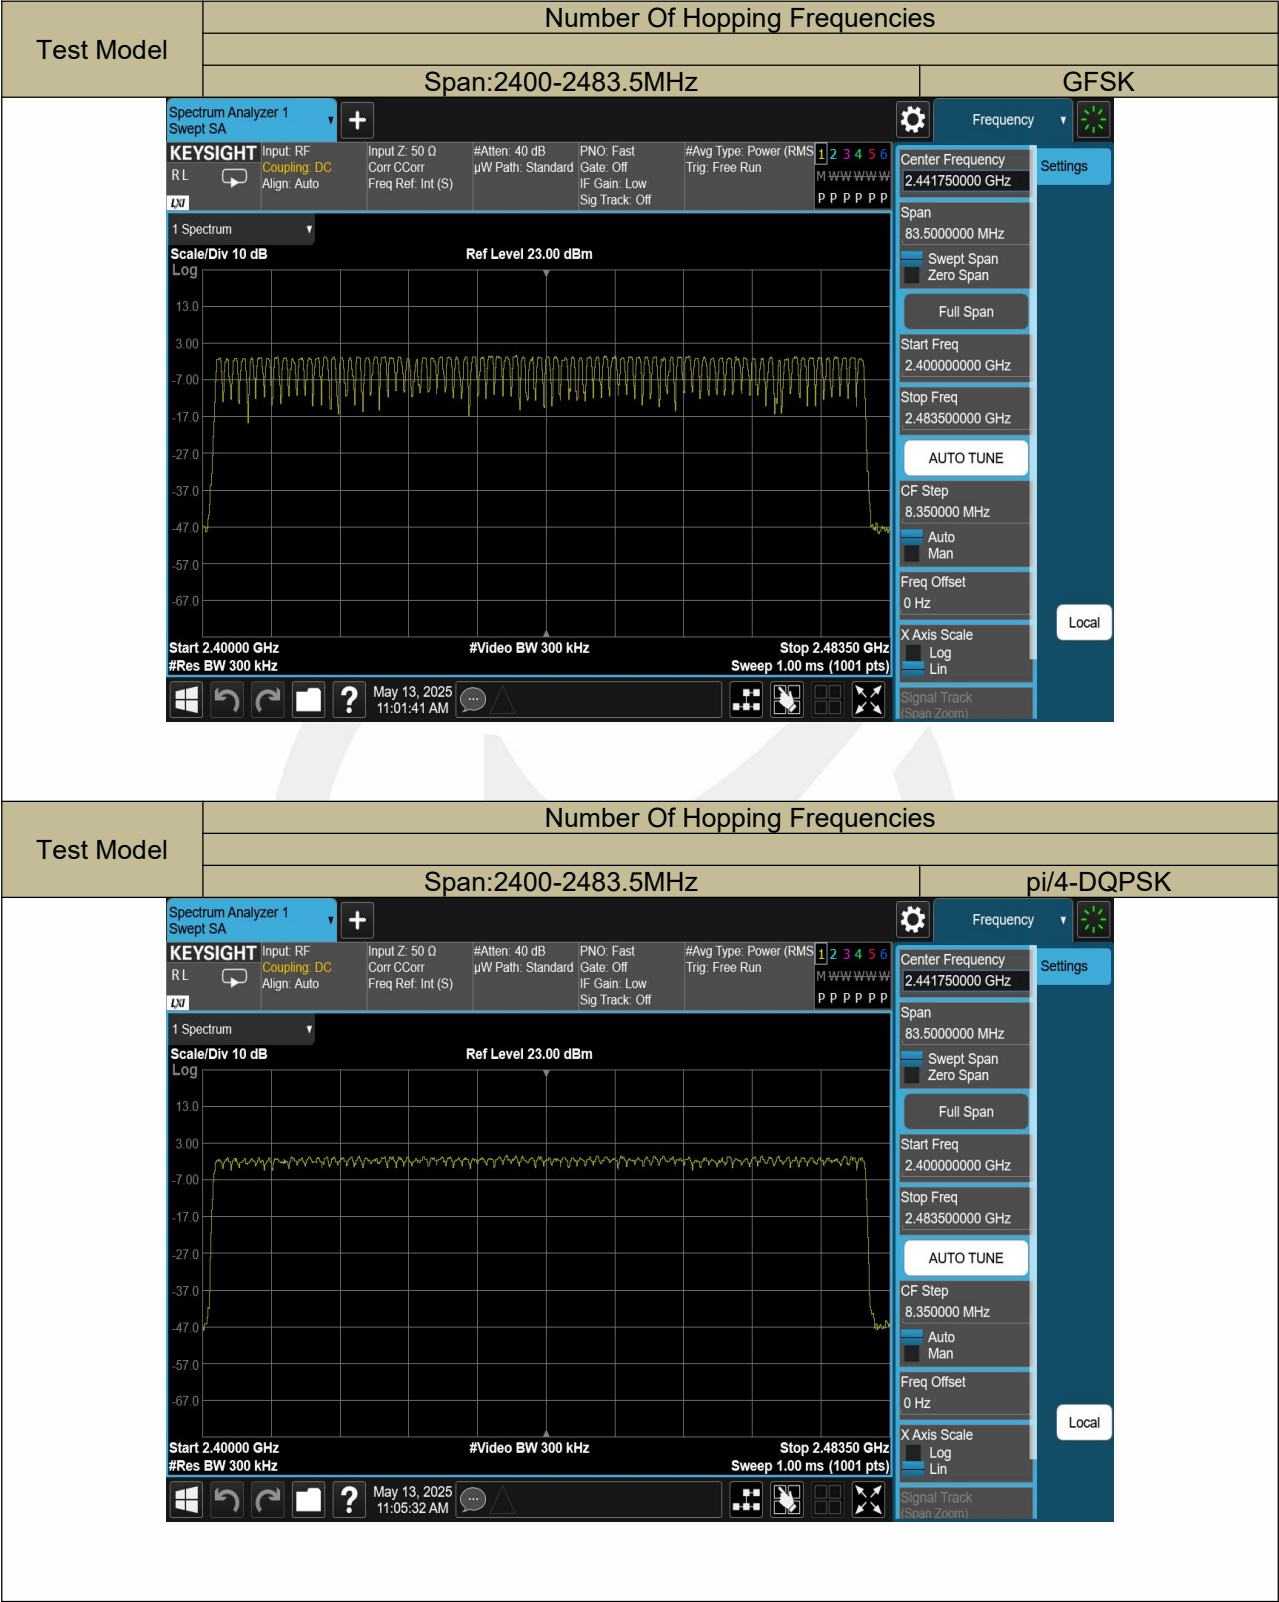 Test Model
Number Of Hopping Frequencies
Span:2400-2483.5MHz GFSK
Spectrum Analyzer 1
Swept SA
Frequency
KEYSIGHT
R L
LXI
Input: RF
Coupling: DC
Align: Auto
Input Z: 50 Ω
Corr CCorr
Freq Ref: Int (S)
#Atten: 40 dB
µW Path: Standard
PNO: Fast
Gate: Off
IF Gain: Low
Sig Track: Off
#Avg Type: Power (RMS
Trig: Free Run
1 2 3 4 5 6
M W W W W W
P P P P P P
1 Spectrum
Scale/Div 10 dB
Ref Level 23.00 dBm
Log
13.0
3.00
-7.00
-17.0
-27.0
-37.0
-47.0
-57.0
-67.0
Start 2.40000 GHz
#Video BW 300 kHz
Stop 2.48350 GHz
#Res BW 300 kHz
Sweep 1.00 ms (1001 pts)
?
May 13, 2025
11:01:41 AM
Center Frequency
2.441750000 GHz
Settings
Span
83.5000000 MHz
Swept Span
Zero Span
Full Span
Start Freq
2.400000000 GHz
Stop Freq
2.483500000 GHz
AUTO TUNE
CF Step
8.350000 MHz
Auto
Man
Freq Offset
0 Hz
X Axis Scale
Log
Lin
Local
Signal Track
(Span Zoom)
Test Model
Number Of Hopping Frequencies
Span:2400-2483.5MHz pi/4-DQPSK
Spectrum Analyzer 1
Swept SA
Frequency
KEYSIGHT
R L
LXI
Input: RF
Coupling: DC
Align: Auto
Input Z: 50 Ω
Corr CCorr
Freq Ref: Int (S)
#Atten: 40 dB
µW Path: Standard
PNO: Fast
Gate: Off
IF Gain: Low
Sig Track: Off
#Avg Type: Power (RMS
Trig: Free Run
1 2 3 4 5 6
M W W W W W
P P P P P P
1 Spectrum
Scale/Div 10 dB
Ref Level 23.00 dBm
Log
13.0
3.00
-7.00
-17.0
-27.0
-37.0
-47.0
-57.0
-67.0
Start 2.40000 GHz
#Video BW 300 kHz
Stop 2.48350 GHz
#Res BW 300 kHz
Sweep 1.00 ms (1001 pts)
?
May 13, 2025
11:05:32 AM
Center Frequency
2.441750000 GHz
Settings
Span
83.5000000 MHz
Swept Span
Zero Span
Full Span
Start Freq
2.400000000 GHz
Stop Freq
2.483500000 GHz
AUTO TUNE
CF Step
8.350000 MHz
Auto
Man
Freq Offset
0 Hz
X Axis Scale
Log
Lin
Local
Signal Track
(Span Zoom)